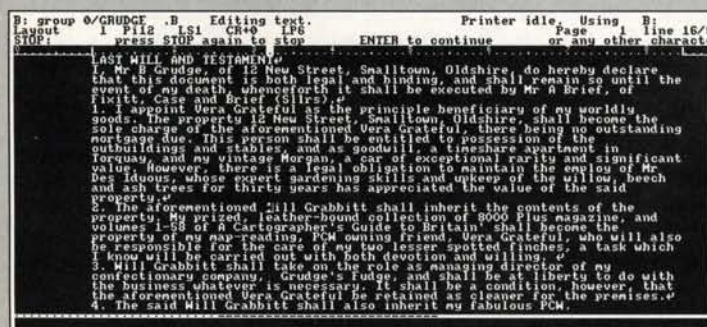 B: group 0/GRUDGE .B Editing text. Printer idle. Using B:
Layout 1 Pi12 LS1 CR+0 LP6 Page 1 line 16/
STOP: press STOP again to stop ENTER to continue or any other charact
LAST WILL AND TESTAMENT↵
I, Mr B Grudge, of 12 New Street, Smalltown, Oldshire, do hereby declare
that this document is both legal and binding, and shall remain so until the
event of my death, whenceforth it shall be executed by Mr A Brief, of
Fixitt, Case and Brief (Sllrs).↵
1. I appoint Vera Grateful as the principle beneficiary of my worldly
goods. The property 12 New Street, Smalltown, Oldshire, shall become the
sole charge of the aforementioned Vera Grateful, there being no outstanding
mortgage due. This person shall be entitled to possession of the
outbuildings and stables, and as goodwill, a timeshare apartment in
Torquay, and my vintage Morgan, a car of exceptional rarity and significant
value. However, there is a legal obligation to maintain the employ of Mr
Des Iduous, whose expert gardening skills and upkeep of the willow, beech
and ash trees for thirty years has appreciated the value of the said
property.↵
2. The aforementioned Will Grabbitt shall inherit the contents of the
property. My prized, leather-bound collection of 8000 Plus magazine, and
volumes 1-58 of A Cartographer's Guide to Britain' shall become the
property of my map-reading, PCW owning friend, Vera Grateful, who will also
be responsible for the care of my two lesser spotted finches, a task which
I know will be carried out with both devotion and willing. ↵
3. Will Grabbitt shall take on the role as managing director of my
confectionary company, Grudge's Fudge, and shall be at liberty to do with
the business whatever is necessary. It shall be a condition, however, that
the aforementioned Vera Grateful be retained as cleaner for the premises.↵
4. The said Will Grabbitt shall also inherit my fabulous PCW.